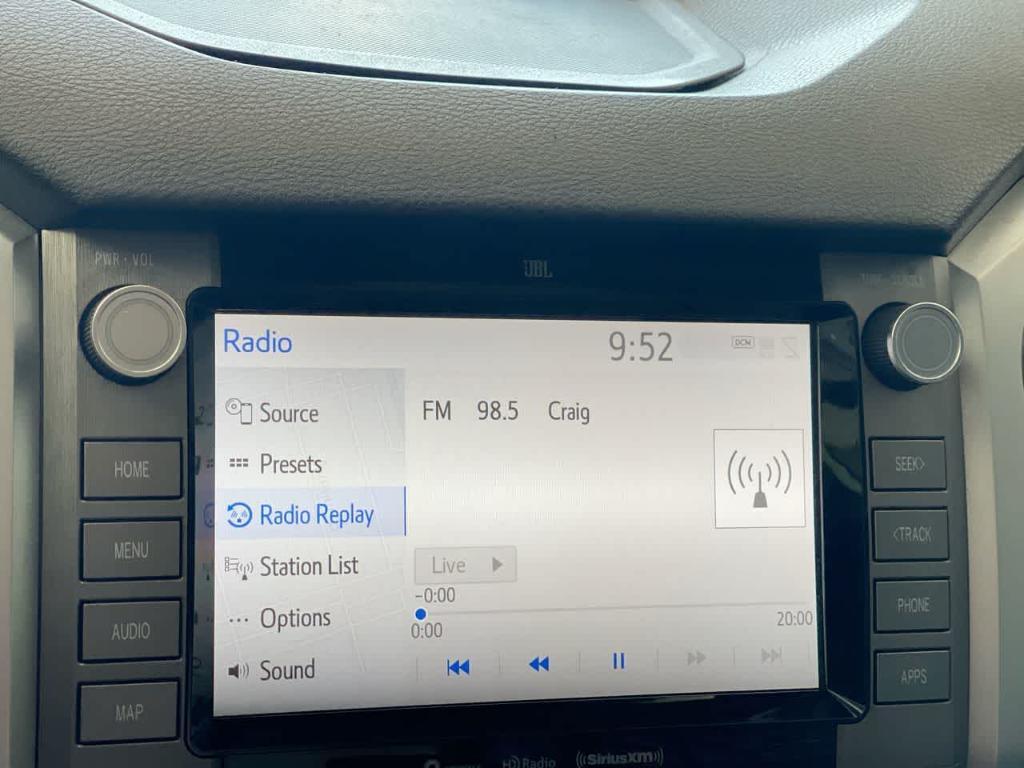 PWR · VOL
JBL
Radio
9:52
DCM
Source
FM 98.5 Craig
Presets
HOME
SEEK>
Radio Replay
MENU
<TRACK
Station List
Live
-0:00
0:00
20:00
Options
AUDIO
PHONE
Sound
MAP
APPS
HD Radio
((SiriusXM))